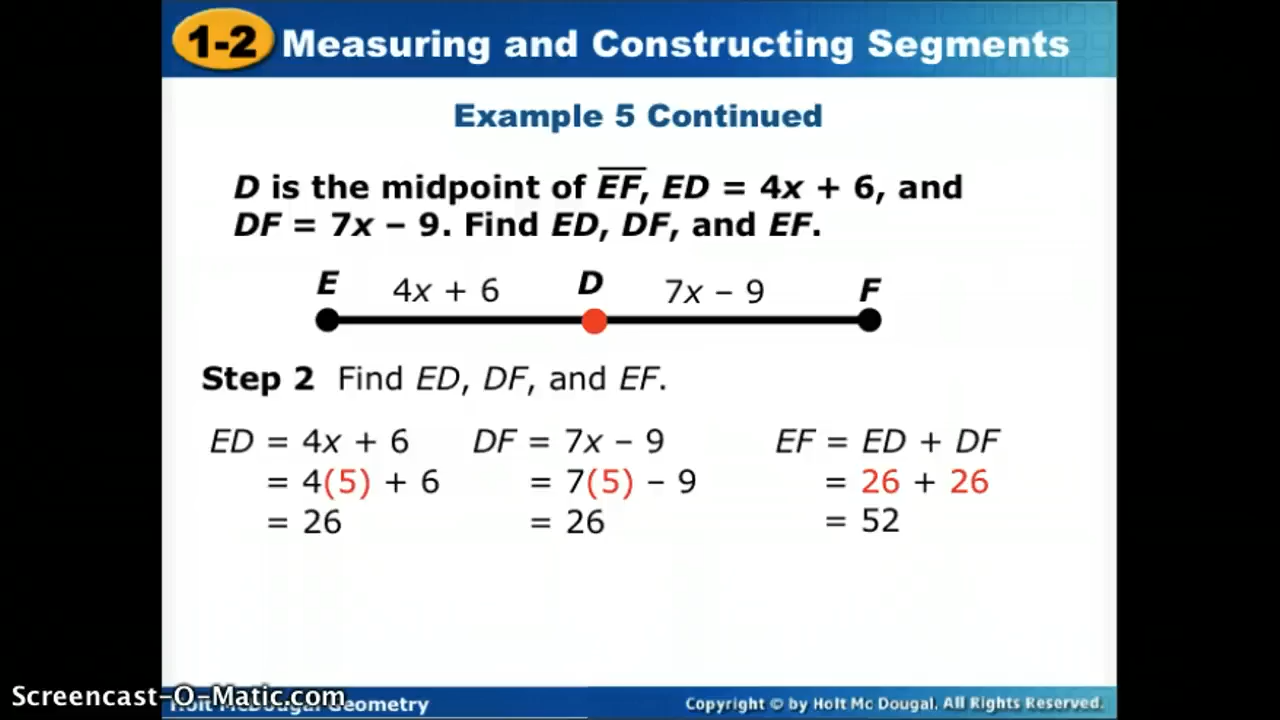 1-2 Measuring and Constructing Segments
Example 5 Continued
D is the midpoint of EF, ED = 4x + 6, and
DF = 7x – 9. Find ED, DF, and EF.
E 4x + 6 D 7x – 9 F
Step 2 Find ED, DF, and EF.
ED = 4x + 6 DF = 7x – 9 EF = ED + DF
= 4(5) + 6 = 7(5) – 9 = 26 + 26
= 26 = 26 = 52
Screencast-O-Matic.com
Holt McDougal Geometry
Copyright © by Holt Mc Dougal. All Rights Reserved.